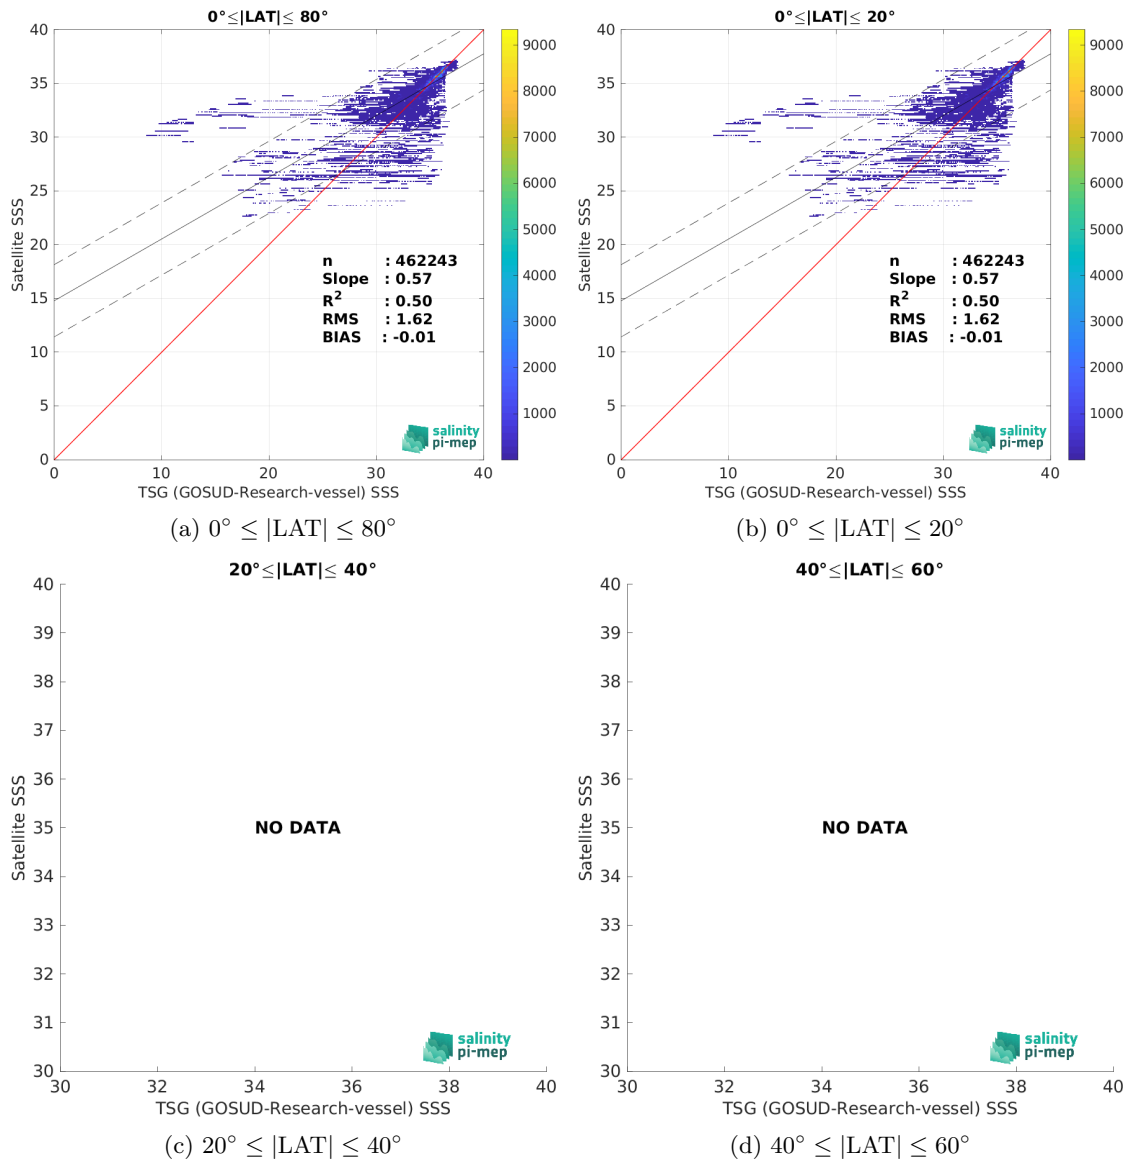 0°≤|LAT|≤ 80°
40
35
30
25
20
15
10
5
0
Satellite SSS
0
10
20
30
40
TSG (GOSUD-Research-vessel) SSS
9000
8000
7000
6000
5000
4000
3000
2000
1000
n : 462243
Slope : 0.57
R² : 0.50
RMS : 1.62
BIAS : -0.01
salinity
pi-mep
(a) 0° ≤ |LAT| ≤ 80°
0°≤|LAT|≤ 20°
40
35
30
25
20
15
10
5
0
Satellite SSS
0
10
20
30
40
TSG (GOSUD-Research-vessel) SSS
9000
8000
7000
6000
5000
4000
3000
2000
1000
n : 462243
Slope : 0.57
R² : 0.50
RMS : 1.62
BIAS : -0.01
salinity
pi-mep
(b) 0° ≤ |LAT| ≤ 20°
20°≤|LAT|≤ 40°
40
39
38
37
36
35
34
33
32
31
30
Satellite SSS
NO DATA
salinity
pi-mep
30
32
34
36
38
40
TSG (GOSUD-Research-vessel) SSS
(c) 20° ≤ |LAT| ≤ 40°
40°≤|LAT|≤ 60°
40
39
38
37
36
35
34
33
32
31
30
Satellite SSS
NO DATA
salinity
pi-mep
30
32
34
36
38
40
TSG (GOSUD-Research-vessel) SSS
(d) 40° ≤ |LAT| ≤ 60°